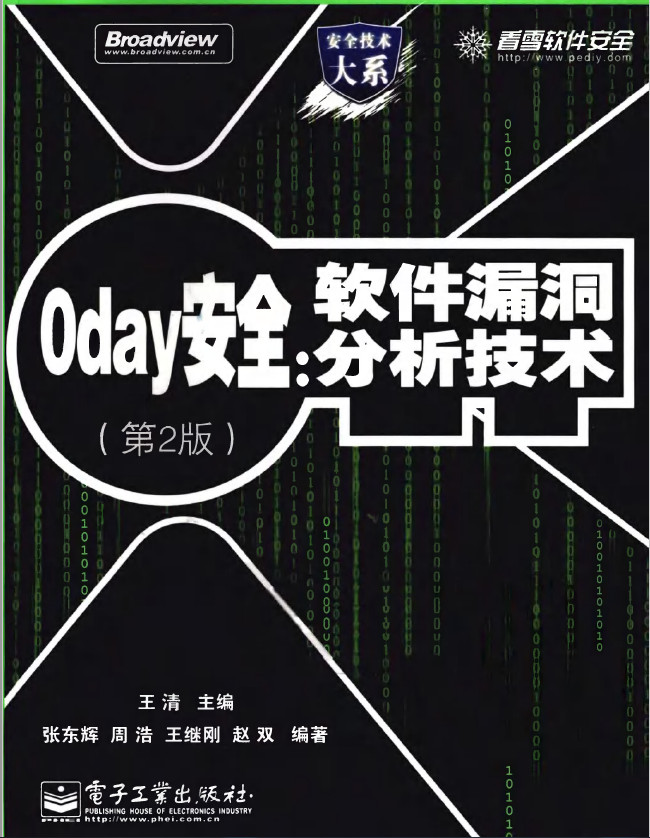 Broadview
www.broadview.com.cn
安全技术
大系
看雪软件安全
http://www.pediy.com
0day安全:软件漏洞
分析技术
(第2版)
王清 主编
张东辉 周浩 王继刚 赵双 编著
電子工業出版社·
PUBLISHING HOUSE OF ELECTRONICS INDUSTRY
http://www.phei.com.cn